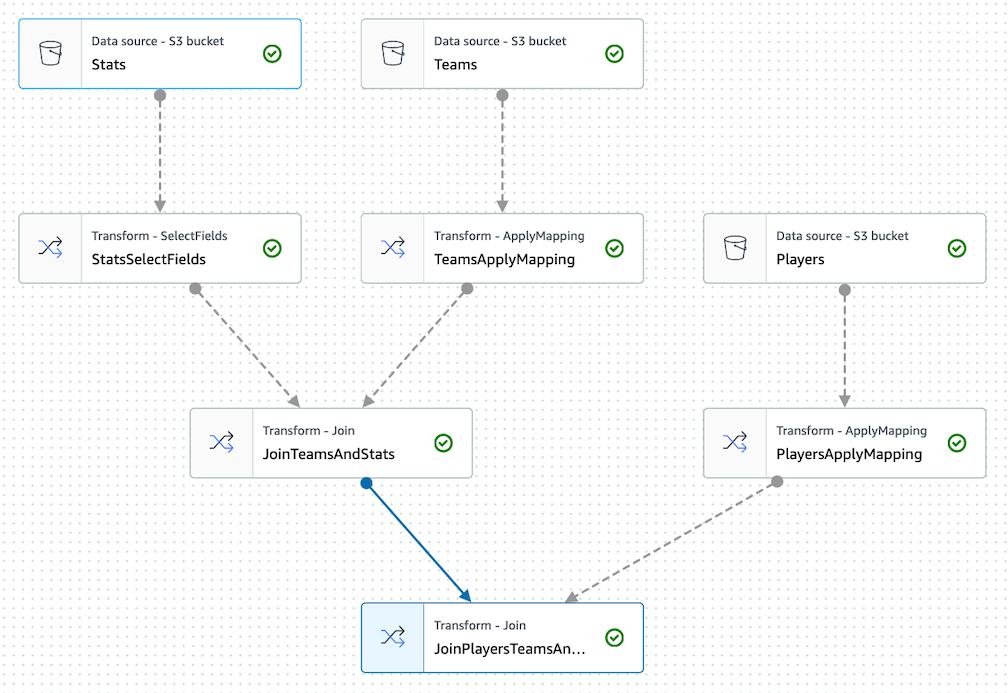 Data source - S3 bucket
Stats
Data source - S3 bucket
Teams
Transform - SelectFields
StatsSelectFields
Transform - ApplyMapping
TeamsApplyMapping
Data source - S3 bucket
Players
Transform - Join
JoinTeamsAndStats
Transform - ApplyMapping
PlayersApplyMapping
Transform - Join
JoinPlayersTeamsAn...